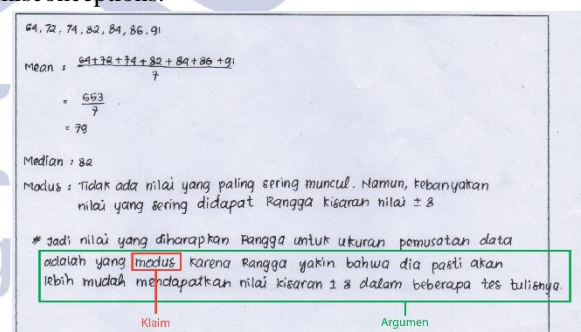 misconceptions.
64, 72, 74, 82, 84, 86, 91
Mean : 64+72+74+82+84+86+91
7
= 553
7
= 79
Median : 82
Modus : Tidak ada nilai yang paling sering muncul. Namun, kebanyakan
nilai yang sering didapat Rangga kisaran nilai ± 8
* Jadi nilai yang diharapkan Rangga untuk ukuran pemusatan data
adalah yang modus karena Rangga yakin bahwa dia pasti akan
lebih mudah mendapatkan nilai kisaran ± 8 dalam beberapa tes tulisnya.
Klaim
Argumen